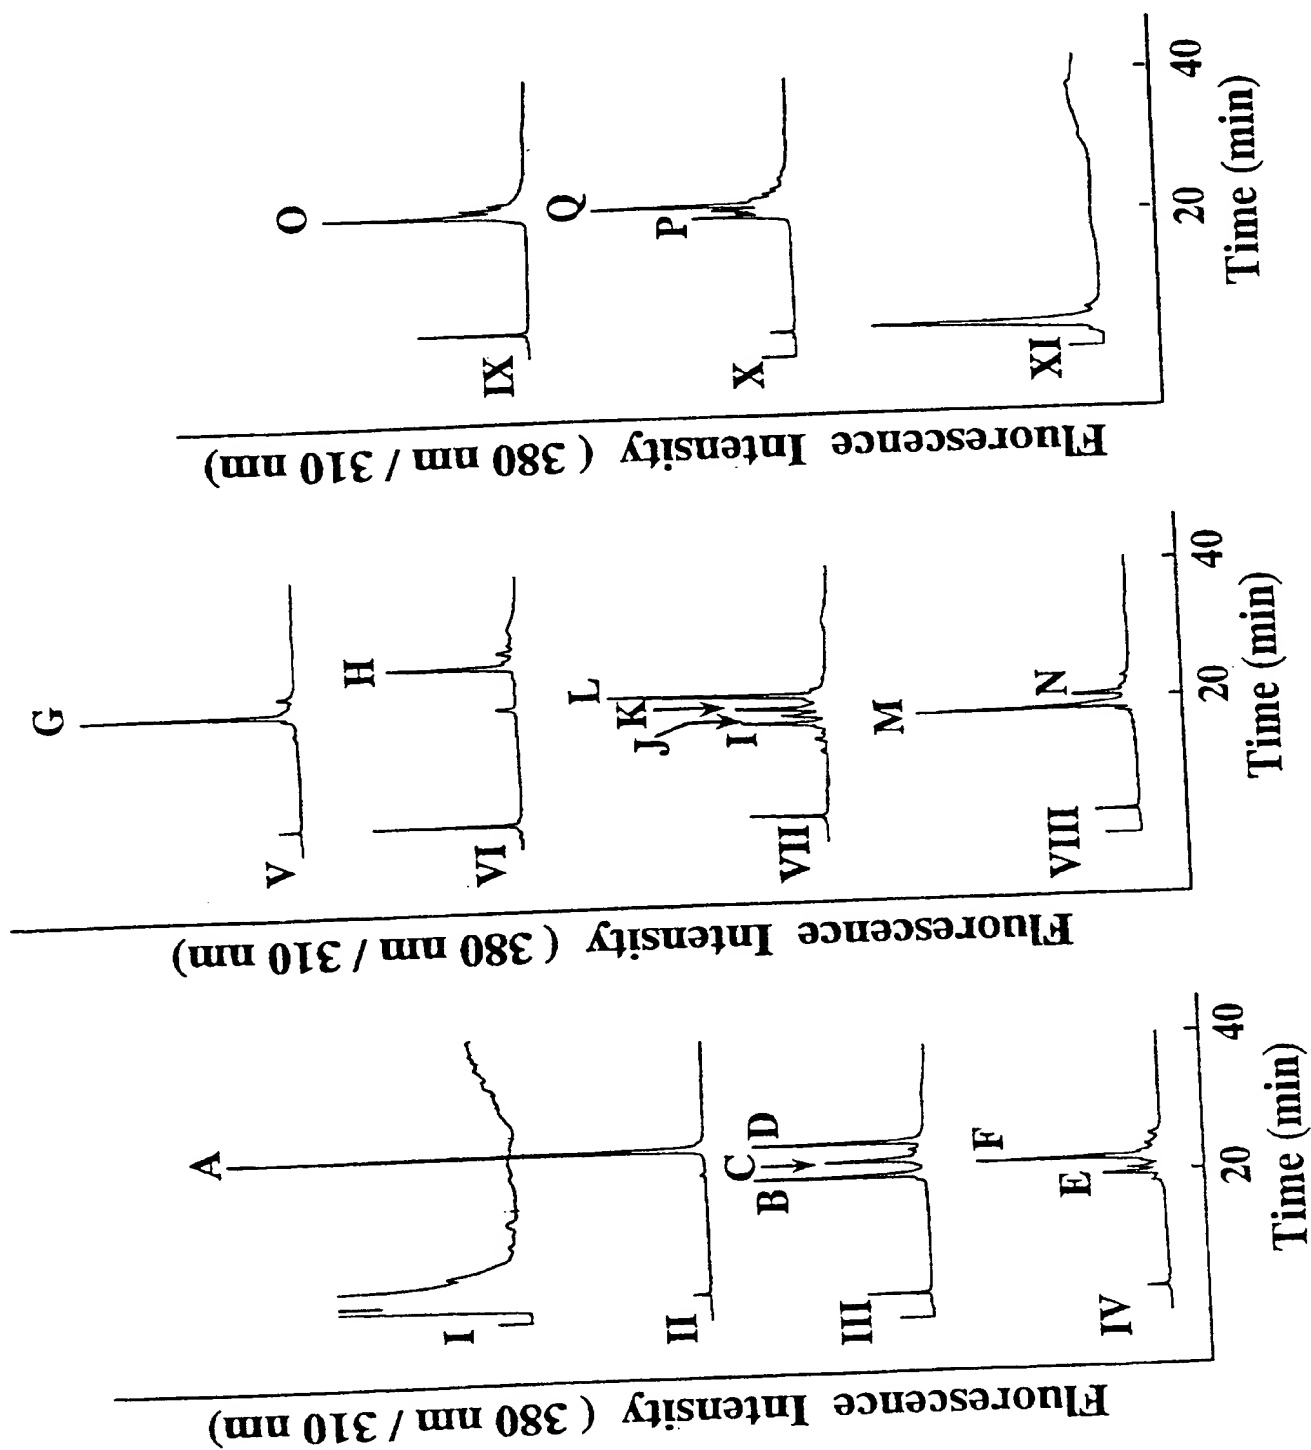 Fluorescence Intensity ( 380 nm / 310 nm)
I
A
II
B
C
D
III
E
F
IV
20
40
Time (min)
Fluorescence Intensity ( 380 nm / 310 nm)
G
V
H
VI
I
J
K
L
VII
M
N
VIII
20
40
Time (min)
Fluorescence Intensity ( 380 nm / 310 nm)
O
IX
P
Q
X
XI
20
40
Time (min)